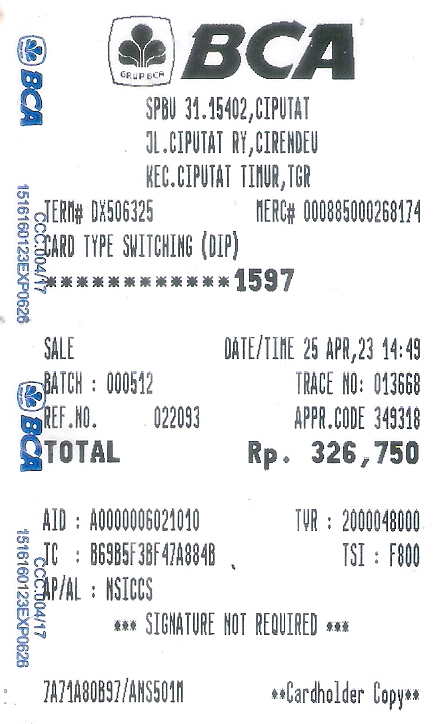 GRUP BCA
BCA
SPBU 31.15402,CIPUTAT
JL.CIPUTAT RY,CIRENDEU
KEC.CIPUTAT TIMUR,TGR
TERM# DX506325 MERC# 000885000268174
CARD TYPE SWITCHING (DIP)
************1597
SALE DATE/TIME 25 APR,23 14:49
BATCH : 000512 TRACE NO: 013668
REF.NO. 022093 APPR.CODE 349318
TOTAL Rp. 326,750
AID : A0000006021010 TVR : 2000048000
TC : B69B5F3BF47A884B TSI : F800
AP/AL : NSICCS
*** SIGNATURE NOT REQUIRED ***
7A71A80B97/ANS501M **Cardholder Copy**
BCA
CCC.004/17
1516160123EXP0626
BCA
CCC.004/17
1516160123EXP0626